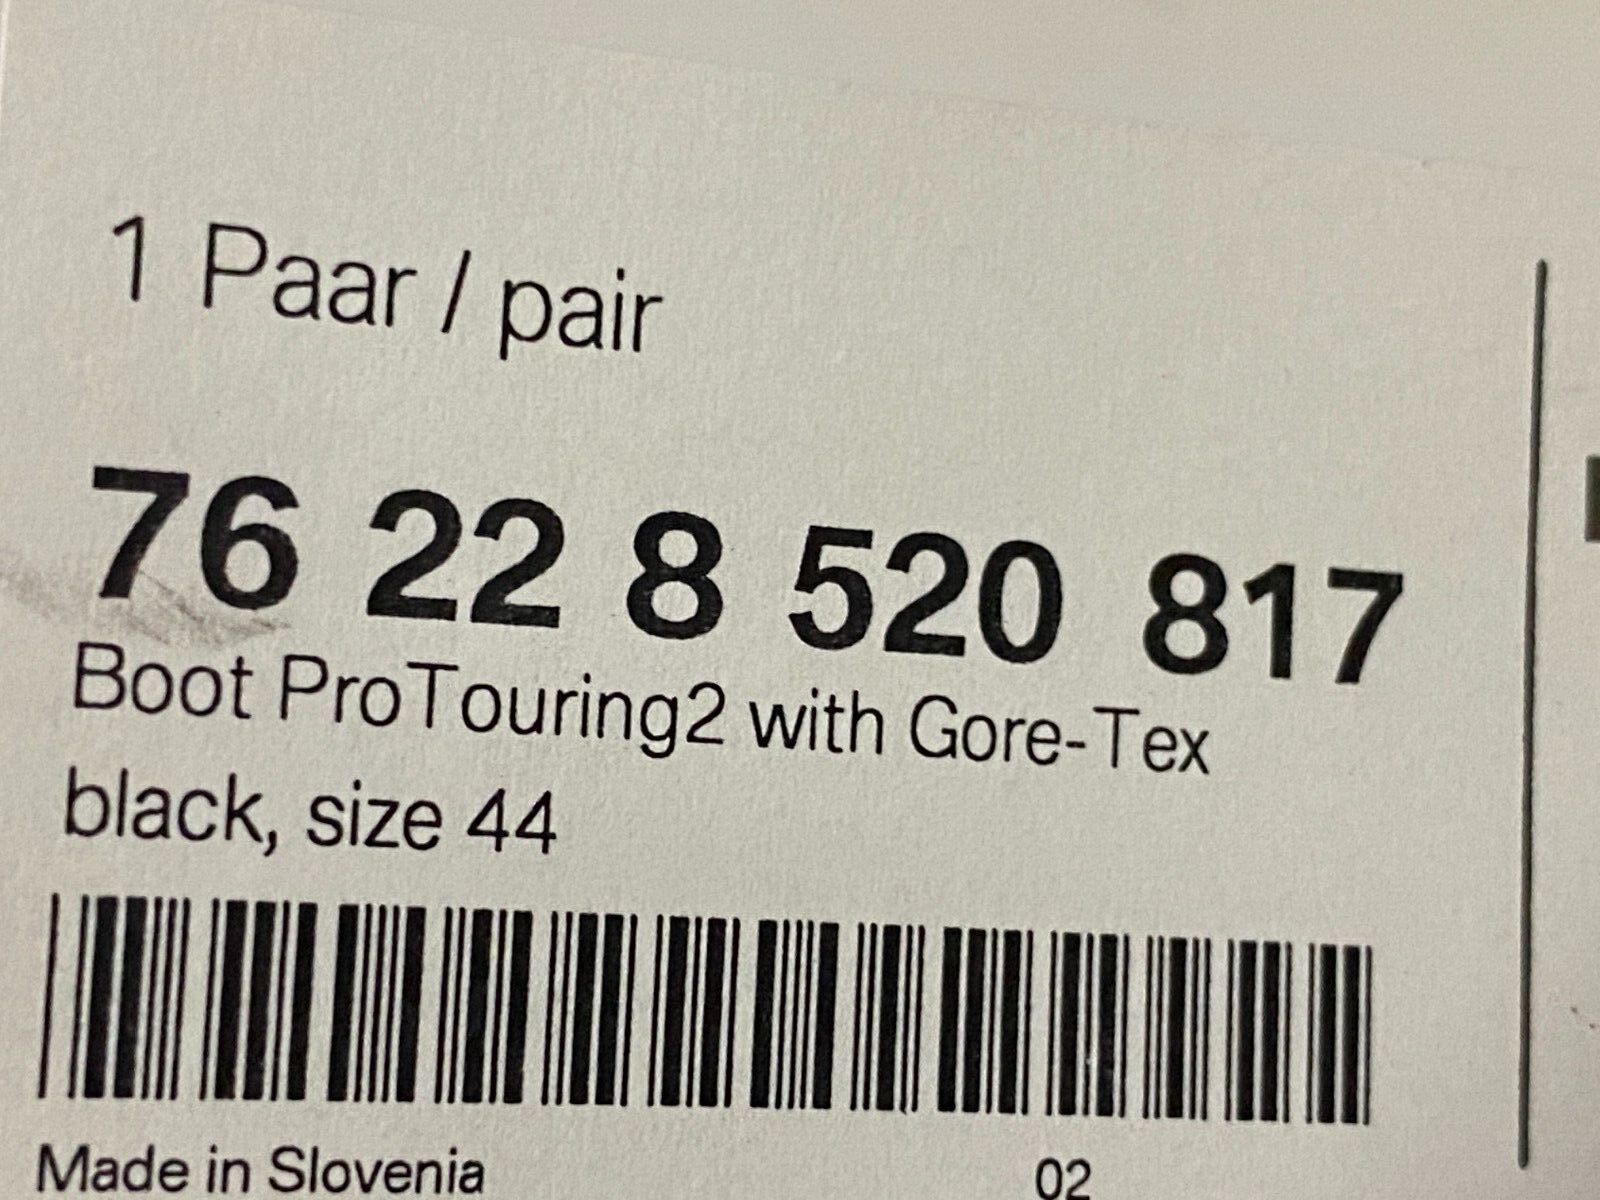 1 Paar / pair
76 22 8 520 817
Boot ProTouring2 with Gore-Tex
black, size 44
Made in Slovenia
02